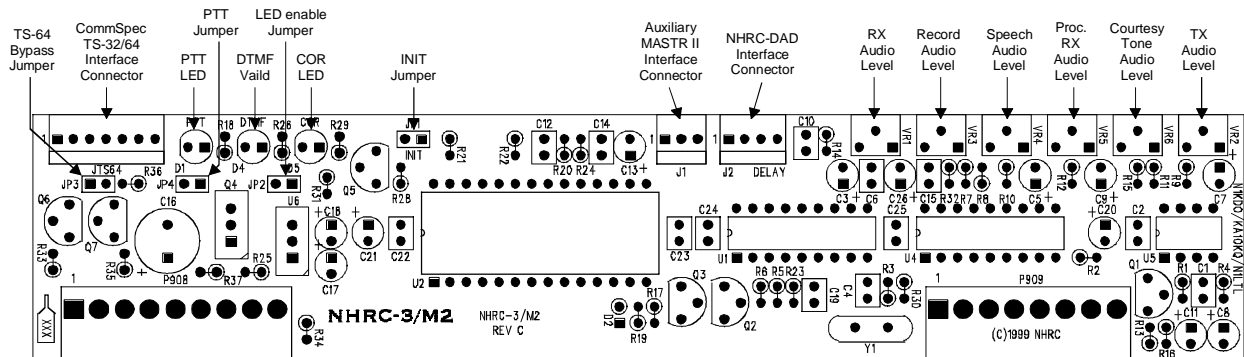 TS-64
Bypass
Jumper
CommSpec
TS-32/64
Interface
Connector
PTT
LED
PTT
Jumper
DTMF
Vaild
LED enable
Jumper
COR
LED
INIT
Jumper
Auxiliary
MASTR II
Interface
Connector
NHRC-DAD
Interface
Connector
RX
Audio
Level
Record
Audio
Level
Speech
Audio
Level
Proc.
RX
Audio
Level
Courtesy
Tone
Audio
Level
TX
Audio
Level
1
PTT
R18
DTMF
R26
COR
R29
INIT
R21
R22
C12
C14
R20
R24
C13
1
J1
1
J2
DELAY
C10
R14
VR1
VR3
VR4
VR5
VR6
VR2
JTS64
JP3
R36
D1
JP4
D4
Q4
D5
JP2
U6
R31
Q5
R28
C3
C6
C26
C15
R32
R7
R8
R10
C5
R12
C9
R15
R11
R9
C7
Q6
Q7
C16
C18
C21
C22
C23
C24
C25
C20
C2
R33
R35
P908
R37
R25
C17
U2
U1
U4
R2
U5
N1KDO/KA1OKQ/N1LTL
XXX
1
NHRC-3/M2
NHRC-3/M2
REV C
R34
D2
R19
R17
Q3
Q2
R6
R5
R23
C19
C4
R3
R30
Y1
1
P909
(C)1999 NHRC
Q1
R1
C1
R4
R13
R16
C11
C8